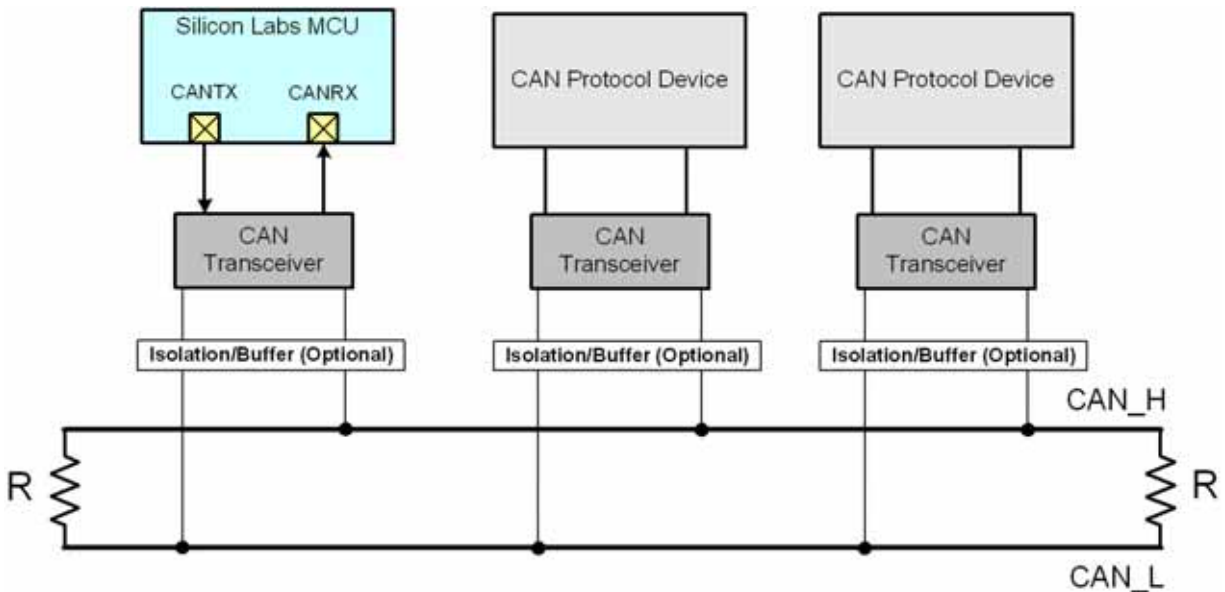 Silicon Labs MCU
CANTX CANRX
CAN Protocol Device
CAN Protocol Device
CAN
Transceiver
CAN
Transceiver
CAN
Transceiver
Isolation/Buffer (Optional)
Isolation/Buffer (Optional)
Isolation/Buffer (Optional)
CAN_H
R
R
CAN_L